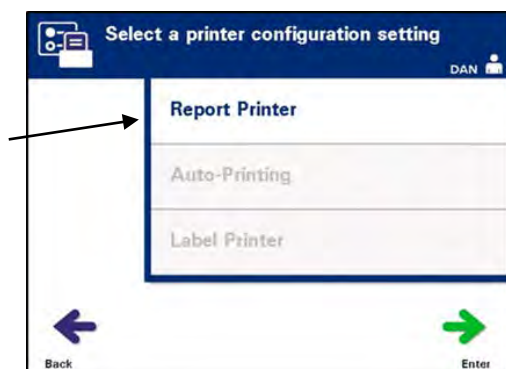 Select a printer configuration setting
DAN
Report Printer
Auto-Printing
Label Printer
Back
Enter